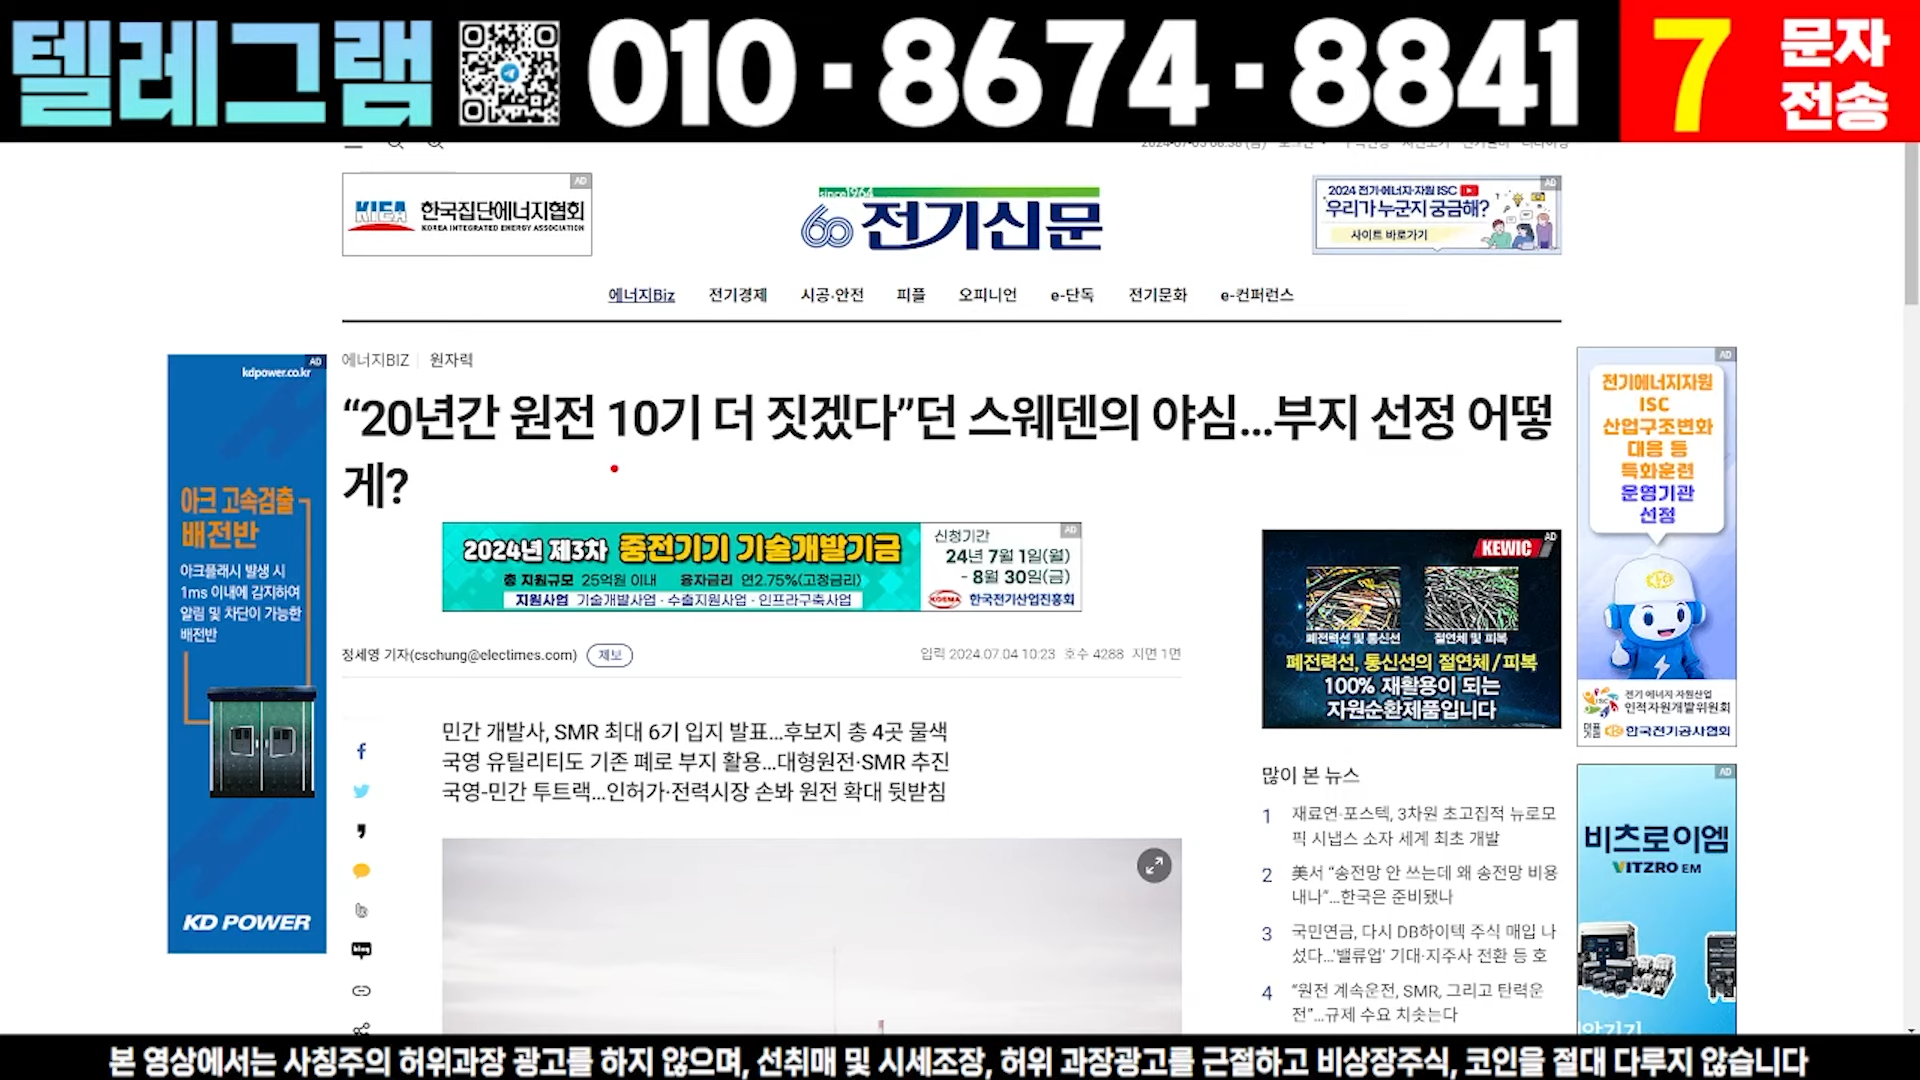 텔레그램 010-8674-8841 7 문자
전송
AD
KIEA 한국집단에너지협회
KOREA INTEGRATED ENERGY ASSOCIATION
since1964
60 전기신문
AD
2024 전기·에너지·자원 ISC
우리가 누군지 궁금해?
사이트 바로가기
에너지Biz 전기경제 시공·안전 피플 오피니언 e-단독 전기문화 e-컨퍼런스
에너지BIZ 원자력
“20년간 원전 10기 더 짓겠다”던 스웨덴의 야심…부지 선정 어떻
게?
AD
kdpower.co.kr
아크 고속검출
배전반
아크플래시 발생 시
1ms 이내에 감지하여
알림 및 차단이 가능한
배전반
KD POWER
AD
2024년 제3차 중전기기 기술개발기금
총 지원규모 25억원 이내 융자금리 연2.75%(고정금리)
지원사업 기술개발사업 · 수출지원사업 · 인프라구축사업
신청기간
24년 7월 1일(월)
- 8월 30일(금)
KOEMA 한국전기산업진흥회
정세영 기자(cschung@electimes.com) 제보
입력 2024.07.04 10:23 호수 4288 지면 1면
민간 개발사, SMR 최대 6기 입지 발표…후보지 총 4곳 물색
국영 유틸리티도 기존 폐로 부지 활용…대형원전·SMR 추진
국영-민간 투트랙…인허가·전력시장 손봐 원전 확대 뒷받침
blog
AD
KEWIC
폐전력선 및 통신선 절연체 및 피복
폐전력선, 통신선의 절연체/피복
100% 재활용이 되는
자원순환제품입니다
많이 본 뉴스
1 재료연-포스텍, 3차원 초고집적 뉴로모
픽 시냅스 소자 세계 최초 개발
2 美서 “송전망 안 쓰는데 왜 송전망 비용
내나”…한국은 준비됐나
3 국민연금, 다시 DB하이텍 주식 매입 나
섰다…'밸류업' 기대·지주사 전환 등 호
4 “원전 계속운전, SMR, 그리고 탄력운
전”…규제 수요 치솟는다
AD
전기에너지자원
ISC
산업구조변화
대응 등
특화훈련
운영기관
선정
전기 에너지 자원산업
인적자원개발위원회
한국전기공사협회
AD
비츠로이엠
VITZRO EM
본 영상에서는 사칭주의 허위과장 광고를 하지 않으며, 선취매 및 시세조장, 허위 과장광고를 근절하고 비상장주식, 코인을 절대 다루지 않습니다